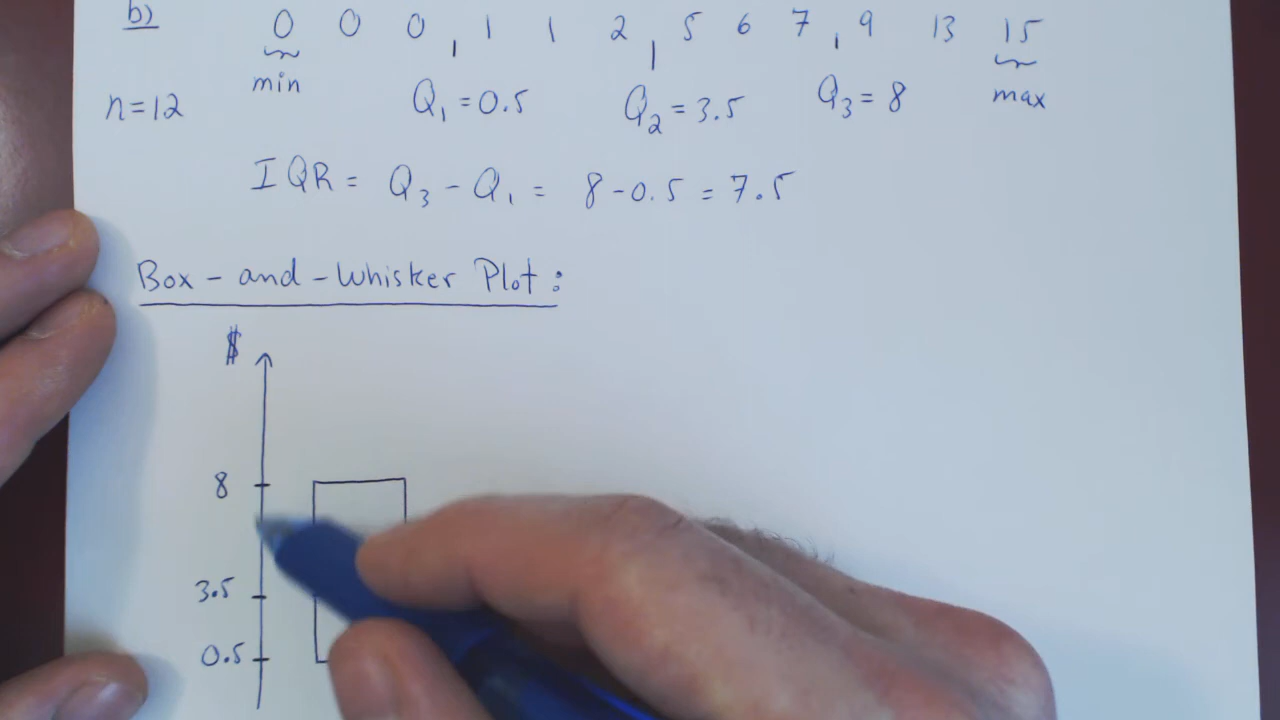 b) 0 0 0 , 1 1 2 | 5 6 7 , 9 13 15
min max
n=12 Q₁=0.5 Q₂=3.5 Q₃=8
IQR = Q₃ - Q₁ = 8-0.5 = 7.5
Box-and-Whisker Plot:
$
8
3.5
0.5